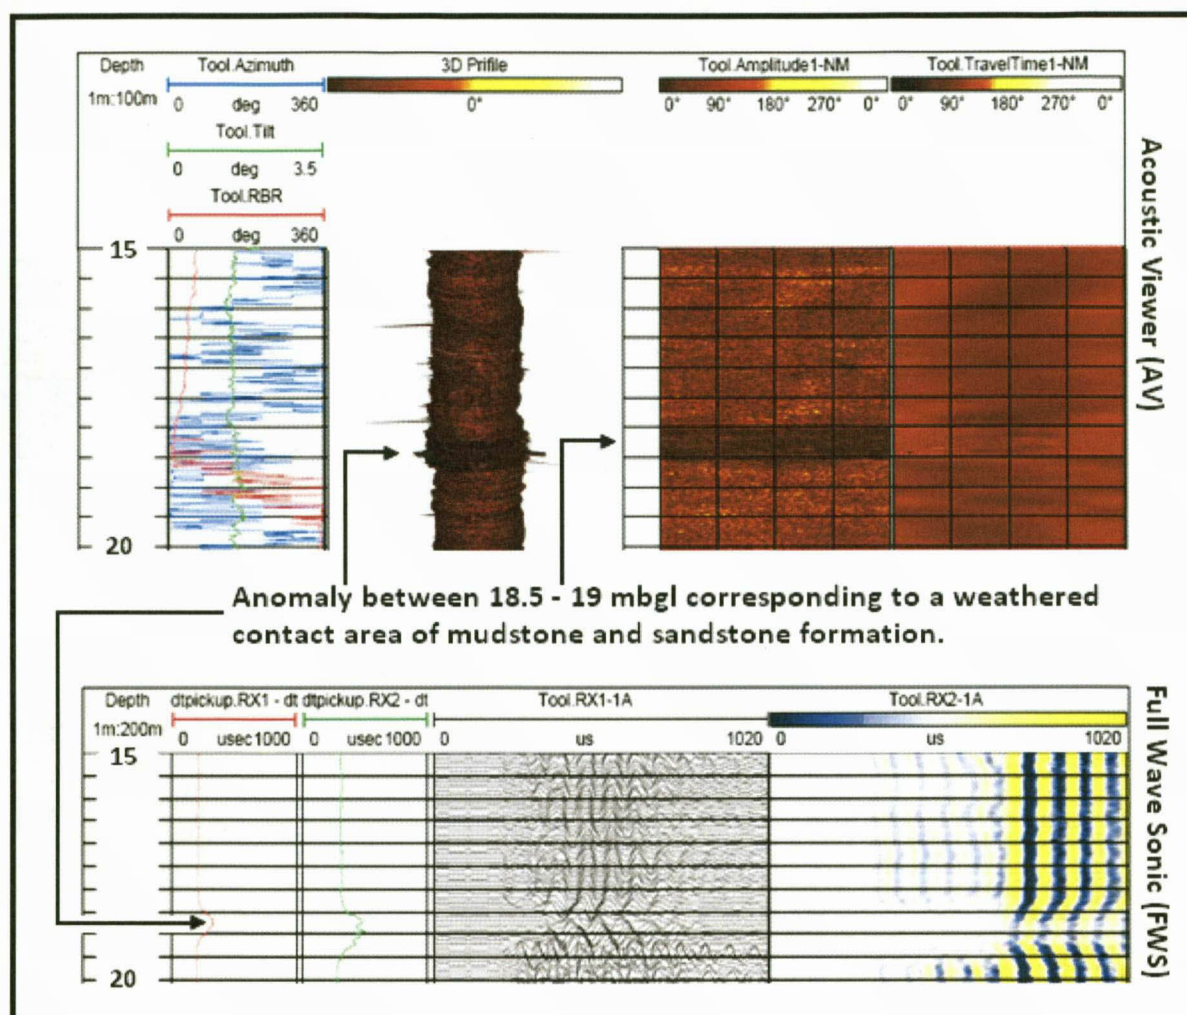 Depth
1m:100m
Tool.Azimuth
0 deg 360
Tool.Tilt
0 deg 3.5
Tool.RBR
0 deg 360
3D Prifile
0°
Tool.Amplitude1-NM
0° 90° 180° 270° 0°
Tool.TravelTime1-NM
0° 90° 180° 270° 0°
15
20
Acoustic Viewer (AV)
Anomaly between 18.5 - 19 mbgl corresponding to a weathered
contact area of mudstone and sandstone formation.
Depth
1m:200m
dtpickup.RX1 - dt
0 usec 1000
dtpickup.RX2 - dt
0 usec 1000
Tool.RX1-1A
0 us 1020
Tool.RX2-1A
0 us 1020
15
20
Full Wave Sonic (FWS)